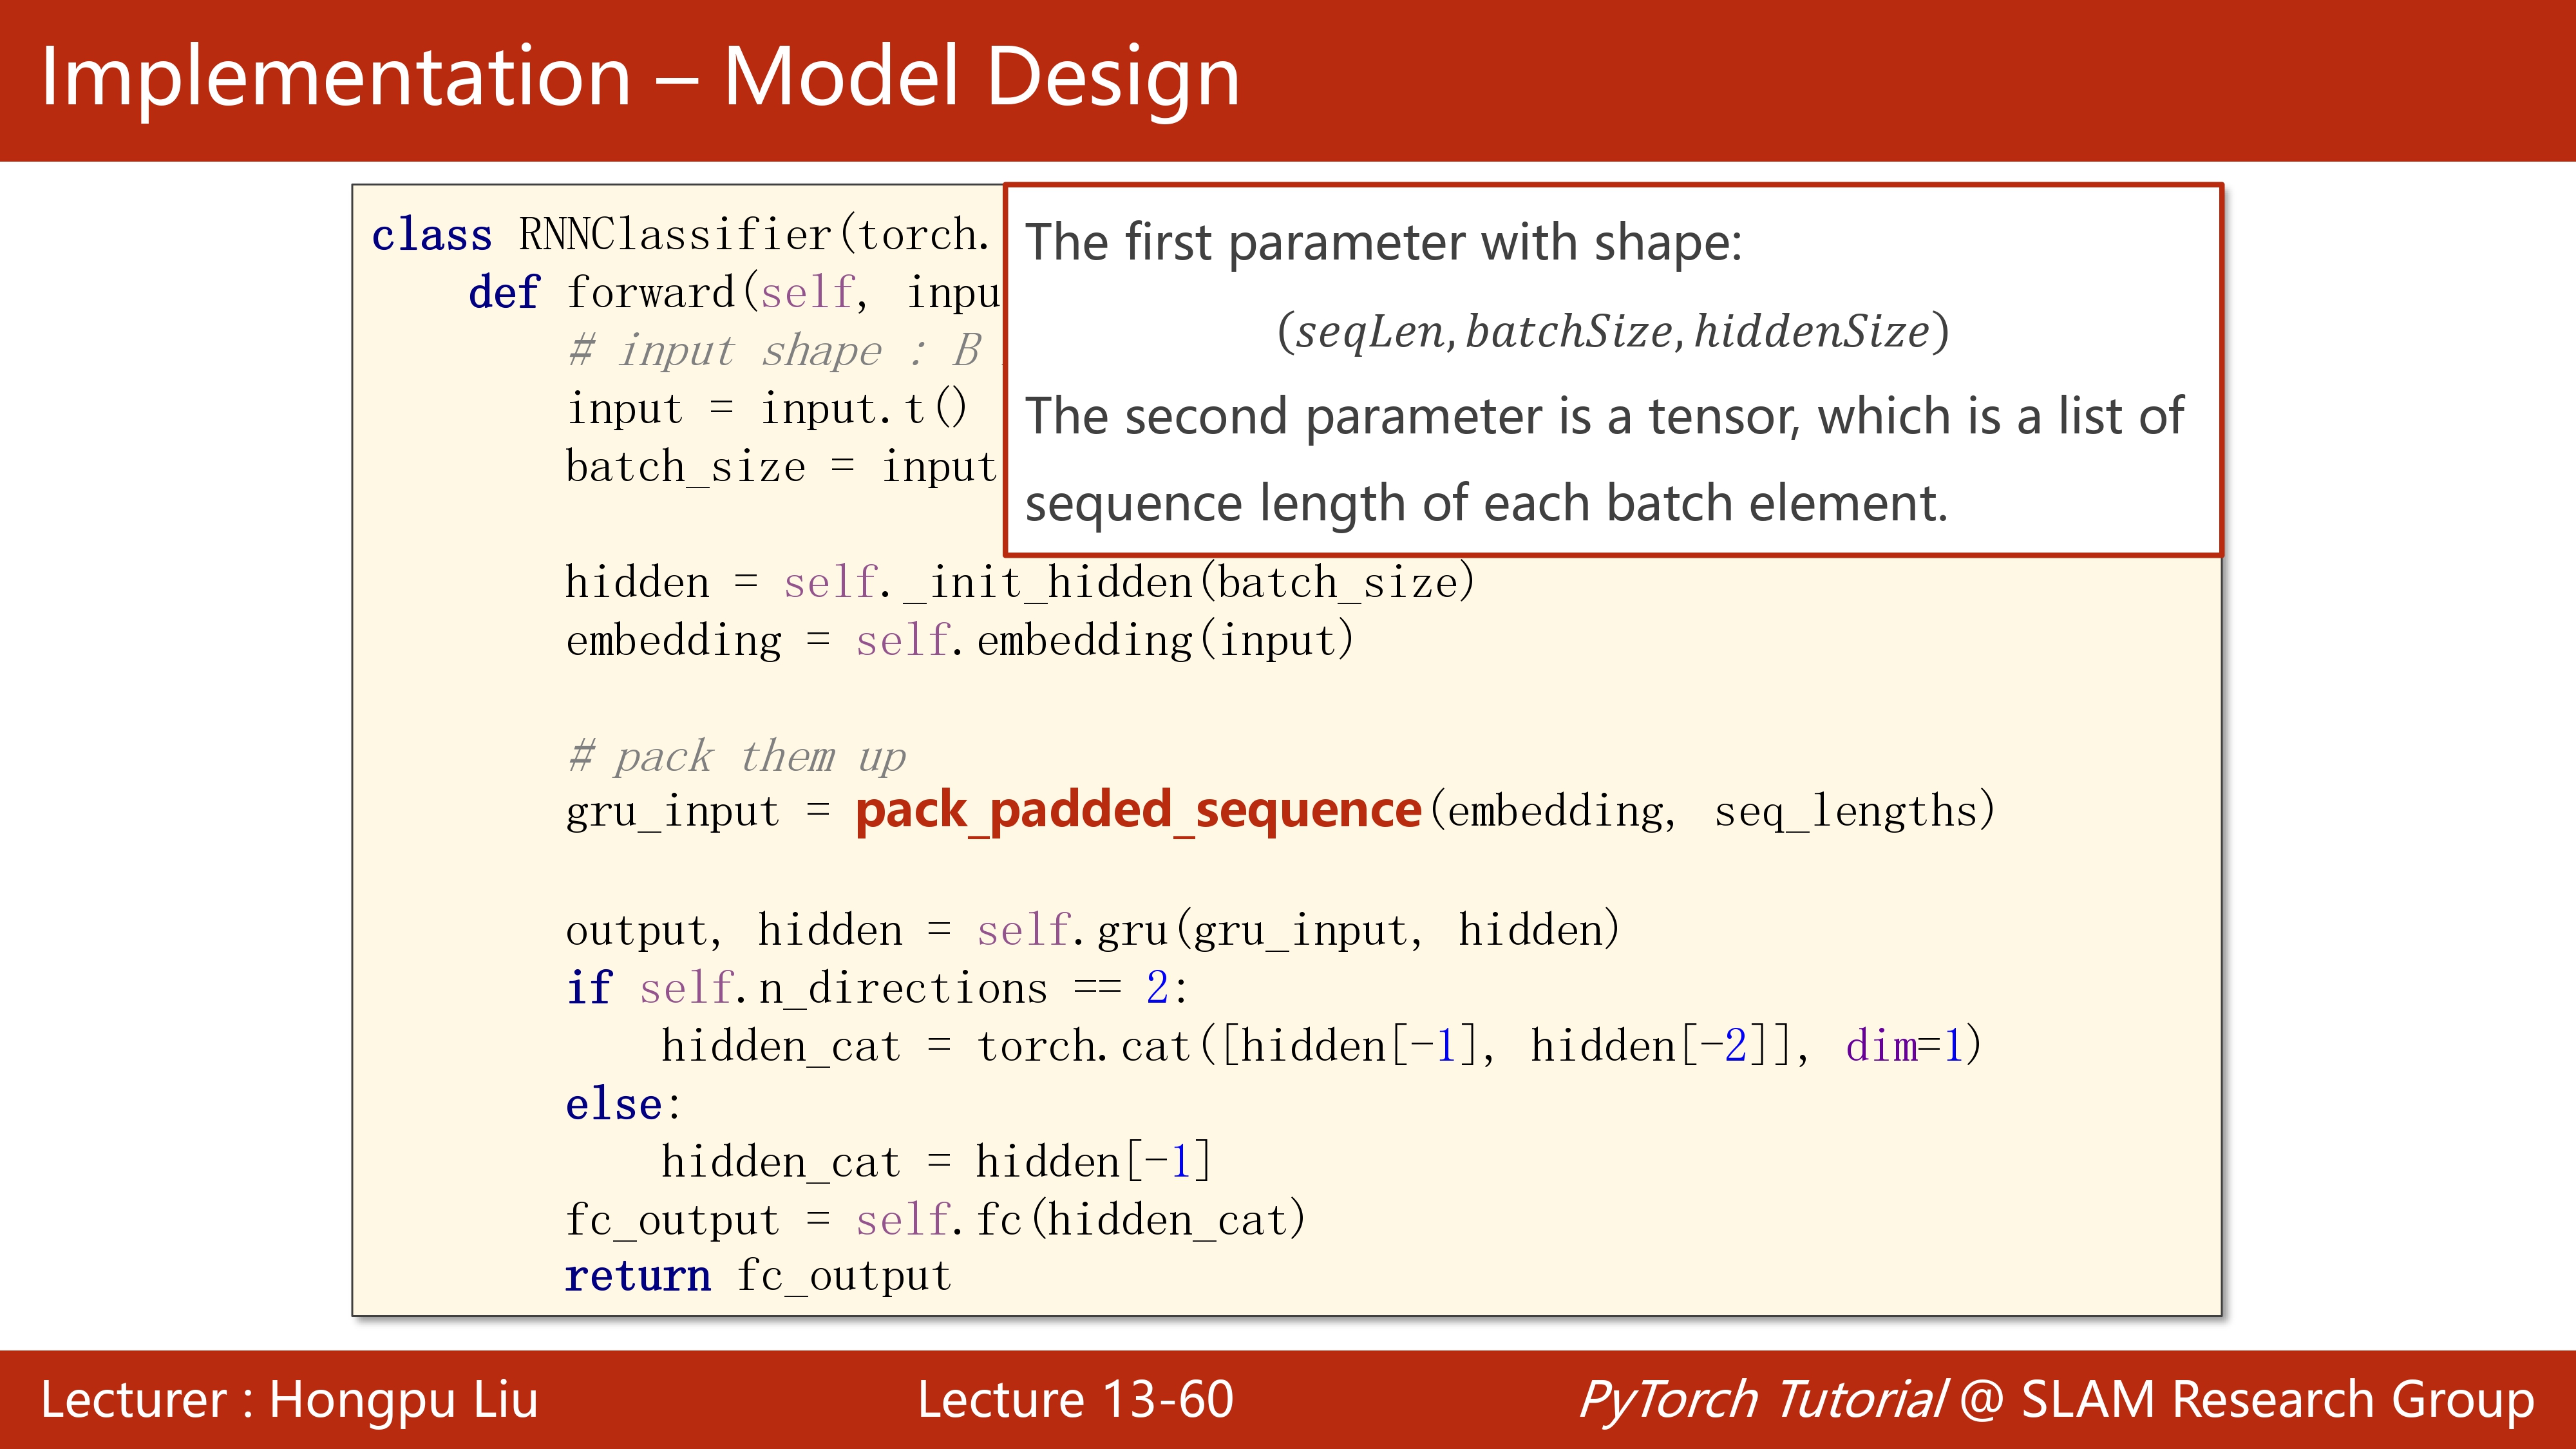 Implementation – Model Design
class RNNClassifier(torch.
def forward(self, inpu
# input shape : B
input = input.t()
batch_size = input
The first parameter with shape:
(seqLen, batchSize, hiddenSize)
The second parameter is a tensor, which is a list of
sequence length of each batch element.
hidden = self._init_hidden(batch_size)
embedding = self.embedding(input)
# pack them up
gru_input = pack_padded_sequence(embedding, seq_lengths)
output, hidden = self.gru(gru_input, hidden)
if self.n_directions == 2:
hidden_cat = torch.cat([hidden[-1], hidden[-2]], dim=1)
else:
hidden_cat = hidden[-1]
fc_output = self.fc(hidden_cat)
return fc_output
Lecturer : Hongpu Liu
Lecture 13-60
PyTorch Tutorial @ SLAM Research Group